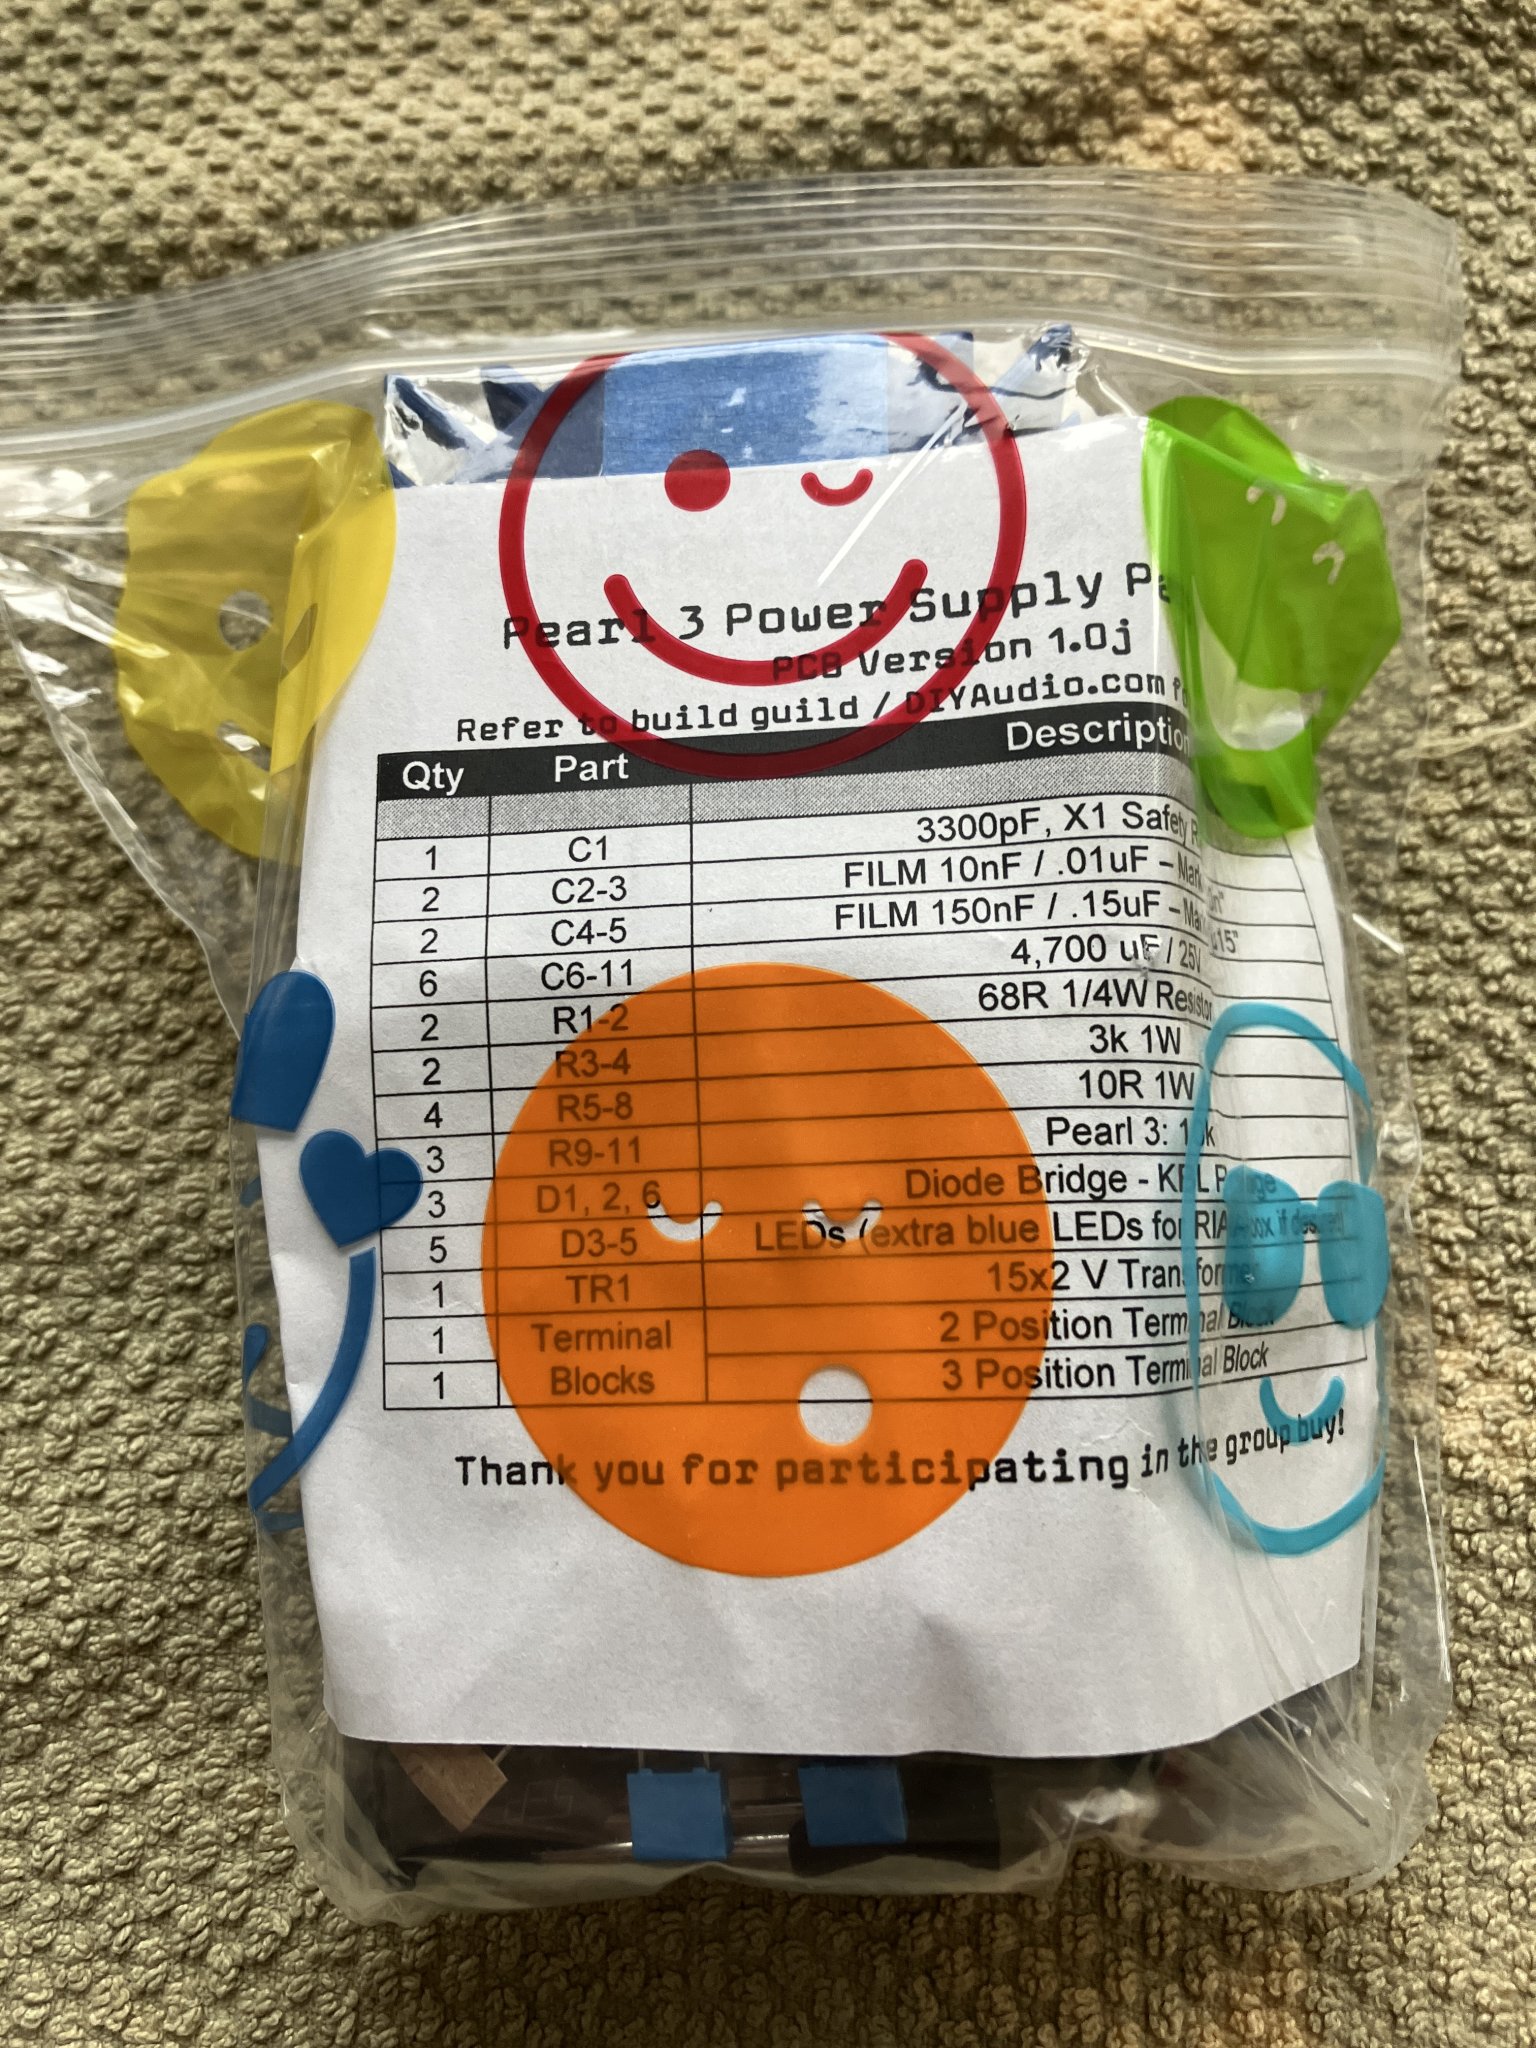 Pearl 3 Power Supply
PCB Version 1.0j
Refer to build guild / DIYAudio.com
Qty Part Description
1 C1 3300pF, X1 Safety
2 C2-3 FILM 10nF / .01uF –
2 C4-5 FILM 150nF / .15uF –
6 C6-11 4,700 uF / 25V
2 R1-2 68R 1/4W Resistor
2 R3-4 3k 1W
4 R5-8 10R 1W
3 R9-11 Pearl 3:
3 D1, 2, 6 Diode Bridge -
5 D3-5 LEDs (extra blue LEDs for if desired
1 TR1 15x2 V Transformer
1 Terminal 2 Position Terminal Block
1 Blocks 3 Position Terminal Block
Thank you for participating in the group buy!